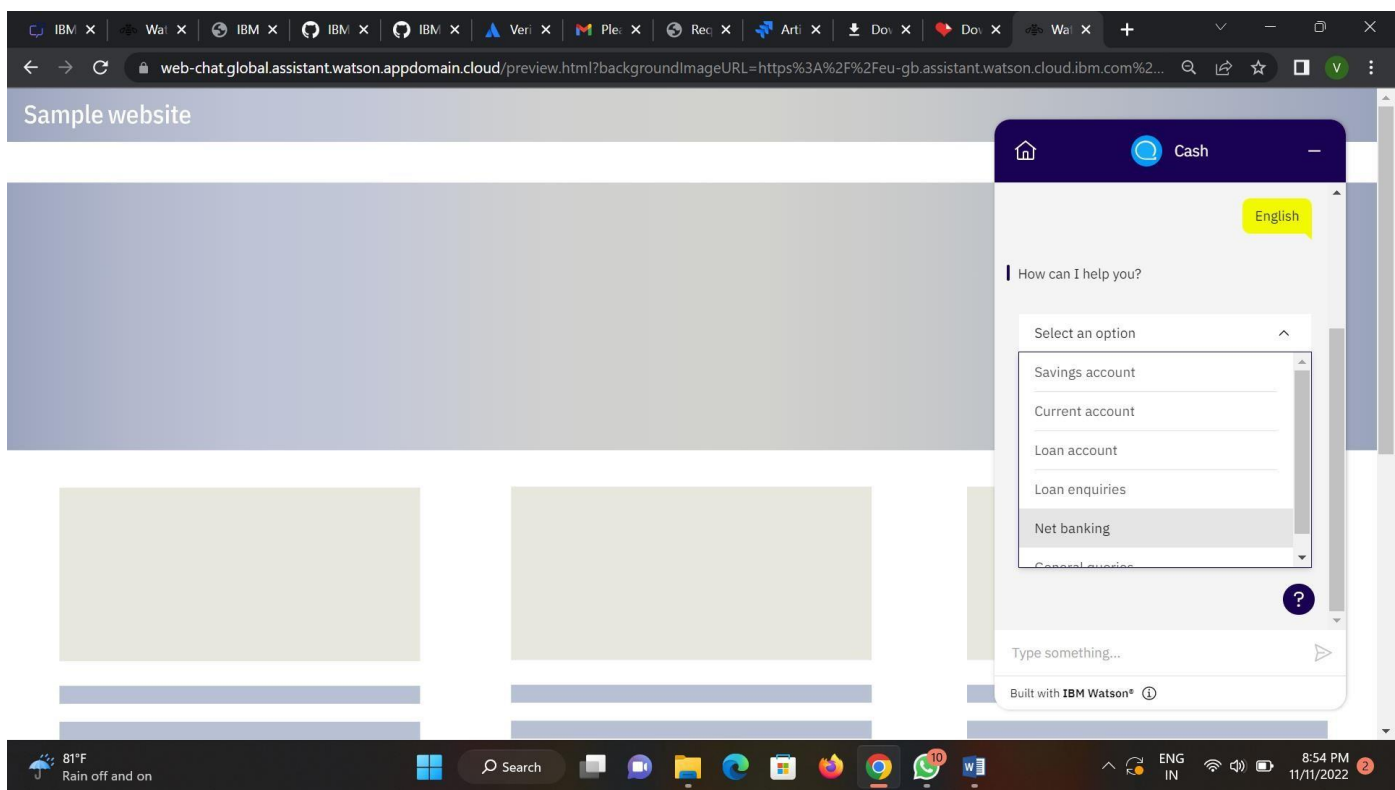 IBM
Wat
IBM
IBM
IBM
Veri
Plea
Req
Arti
Dov
Dov
Wat
web-chat.global.assistant.watson.appdomain.cloud/preview.html?backgroundImageURL=https%3A%2F%2Feu-gb.assistant.watson.cloud.ibm.com%2...
V
Sample website
Cash
English
How can I help you?
Select an option
Savings account
Current account
Loan account
Loan enquiries
Net banking
General queries
?
Type something...
Built with IBM Watson®
81°F
Rain off and on
Search
10
ENG
IN
8:54 PM
11/11/2022
2